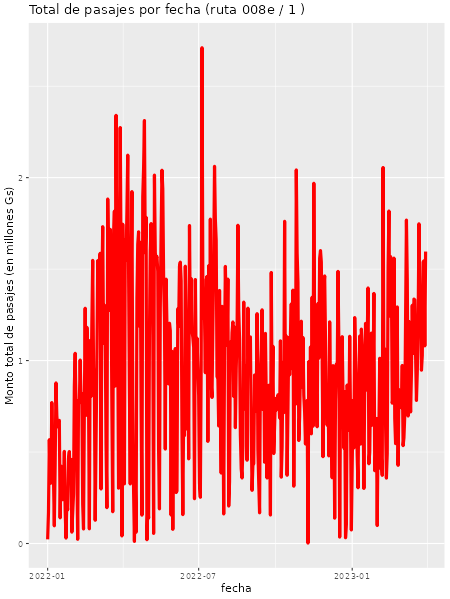 Total de pasajes por fecha (ruta 008e / 1 )
Monto total de pasajes (en millones Gs)
2
1
0
2022-01
2022-07
2023-01
fecha